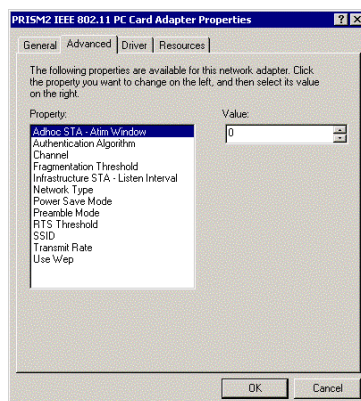 PRISM2 IEEE 802.11 PC Card Adapter Properties
General Advanced Driver Resources
The following properties are available for this network adapter. Click
the property you want to change on the left, and then select its value
on the right.
Property:
Adhoc STA - Atim Window
Authentication Algorithm
Channel
Fragmentation Threshold
Infrastructure STA - Listen Interval
Network Type
Power Save Mode
Preamble Mode
RTS Threshold
SSID
Transmit Rate
Use Wep
Value:
0
OK Cancel